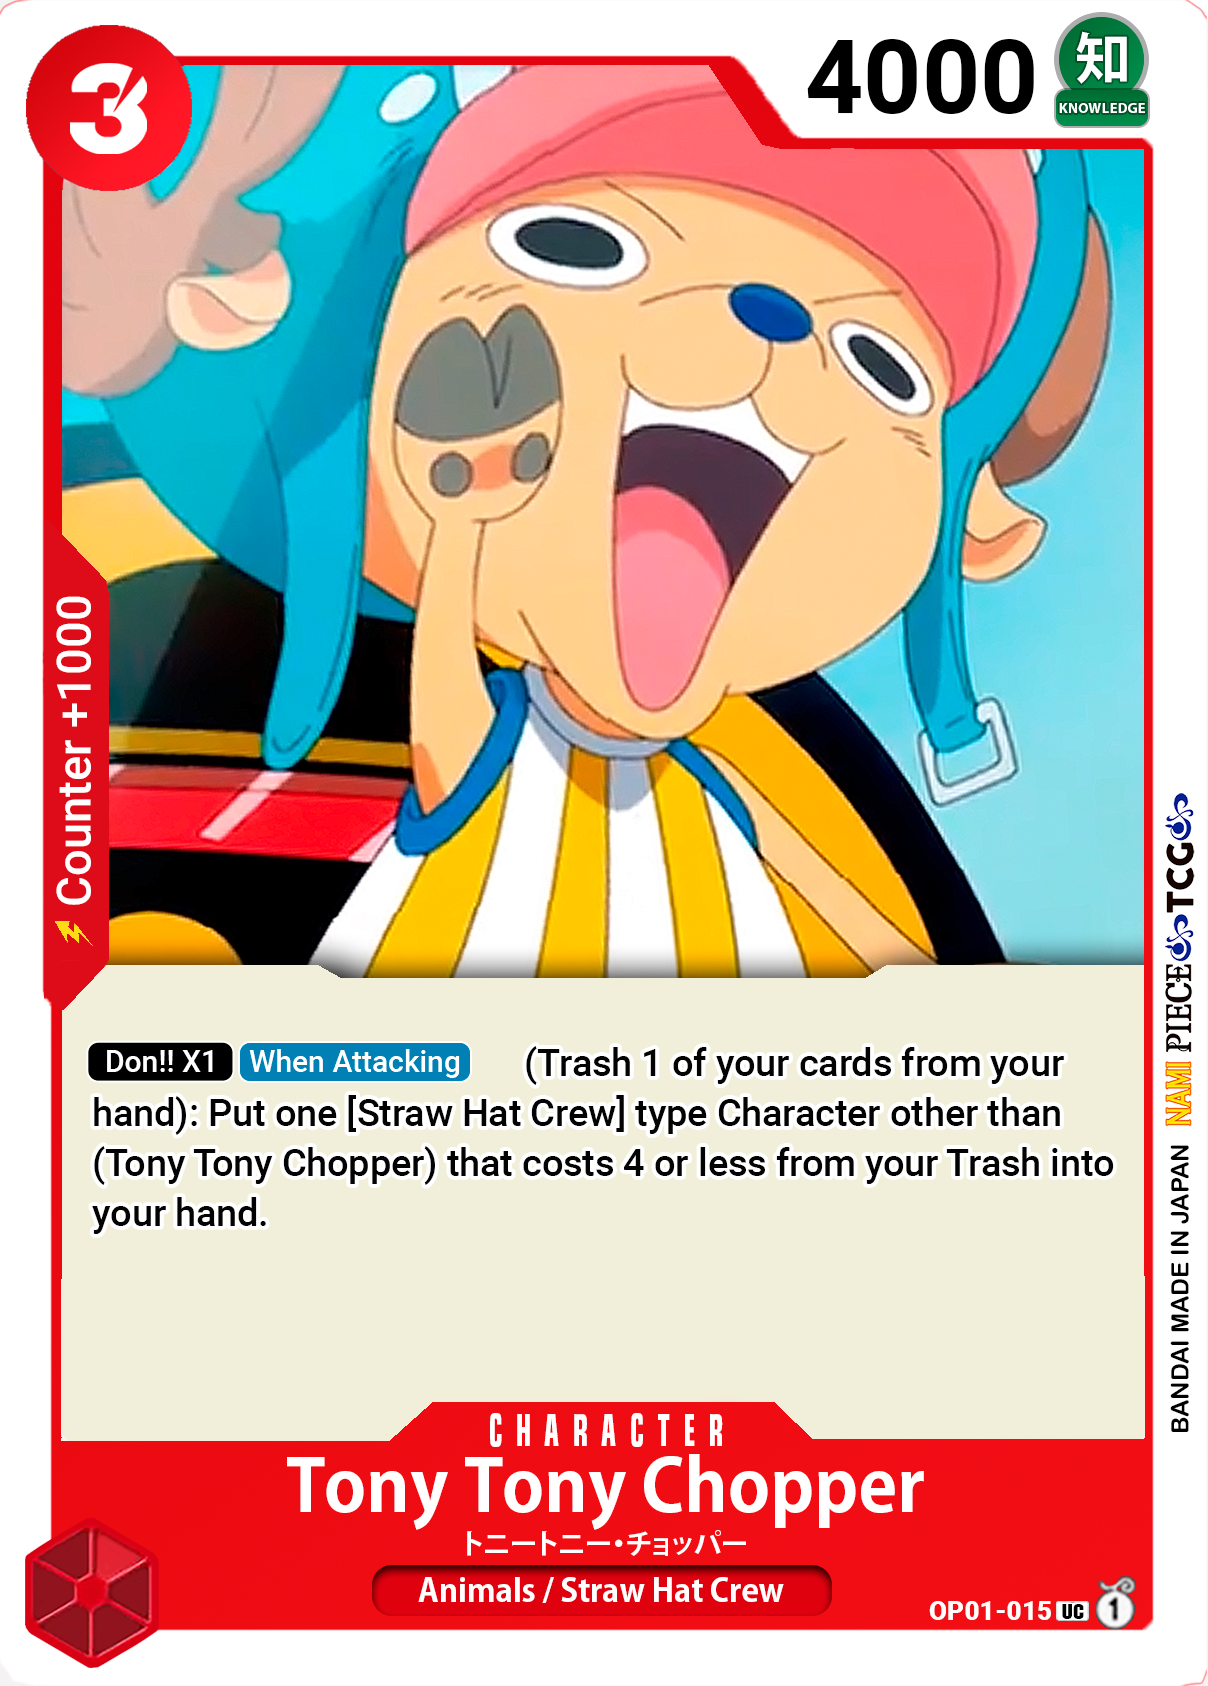 3
4000
知
KNOWLEDGE
Counter +1000
Don!! X1 When Attacking (Trash 1 of your cards from your
hand): Put one [Straw Hat Crew] type Character other than
(Tony Tony Chopper) that costs 4 or less from your Trash into
your hand.
BANDAI MADE IN JAPAN NAMI PIECE TCG
CHARACTER
Tony Tony Chopper
トニートニー・チョッパー
Animals / Straw Hat Crew
OP01-015 UC 1